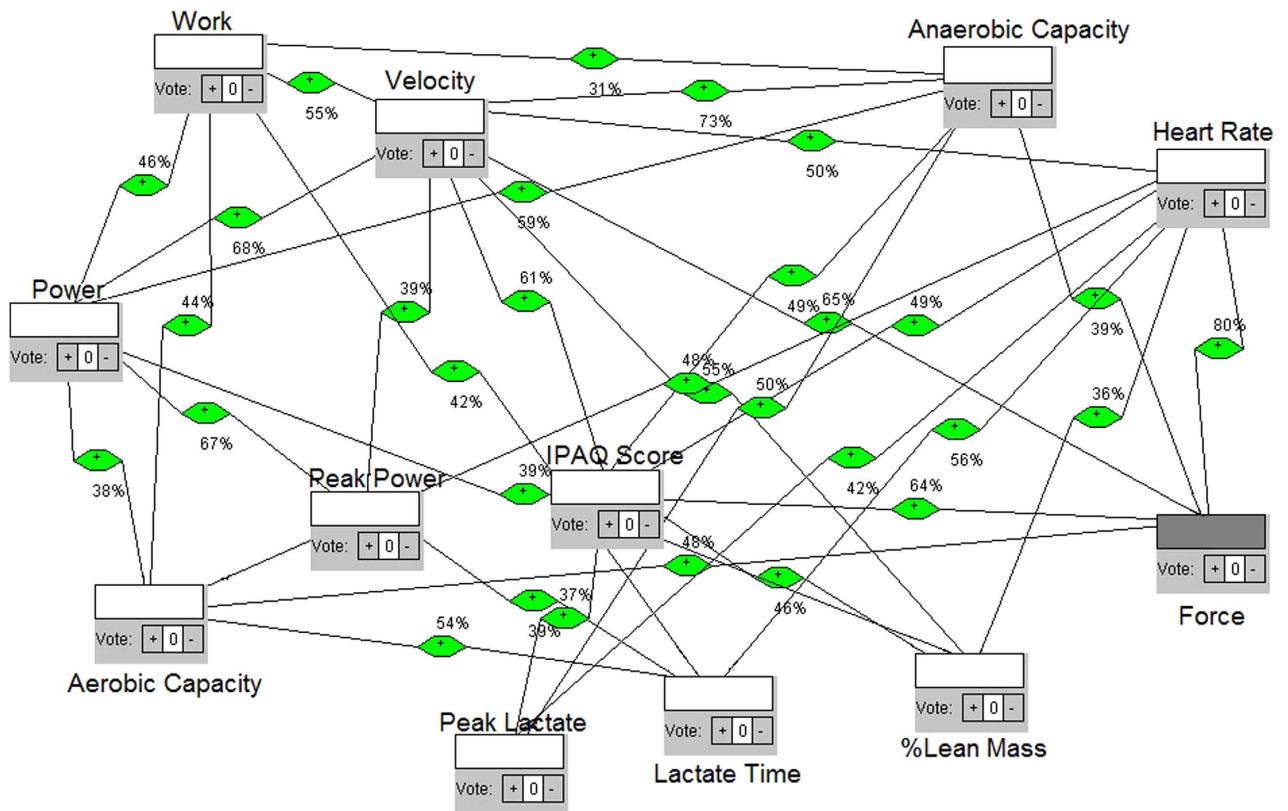 Work
Vote: + 0 -
Velocity
Vote: + 0 -
Anaerobic Capacity
Vote: + 0 -
Heart Rate
Vote: + 0 -
+
31%
+
55%
+
73%
+
50%
+
46%
+
68%
+
59%
Power
Vote: + 0 -
+
44%
+
39%
+
61%
+
+
49%
65%
+
49%
+
39%
+
80%
+
42%
+
48%
+
55%
+
50%
+
36%
+
67%
+
38%
+
56%
+
42%
Peak Power
Vote: + 0 -
+
39%
IPAQ Score
Vote: + 0 -
+
64%
Force
Vote: + 0 -
+
48%
+
46%
+
37%
+
39%
Aerobic Capacity
Vote: + 0 -
+
54%
Peak Lactate
Vote: + 0 -
Lactate Time
Vote: + 0 -
%Lean Mass
Vote: + 0 -